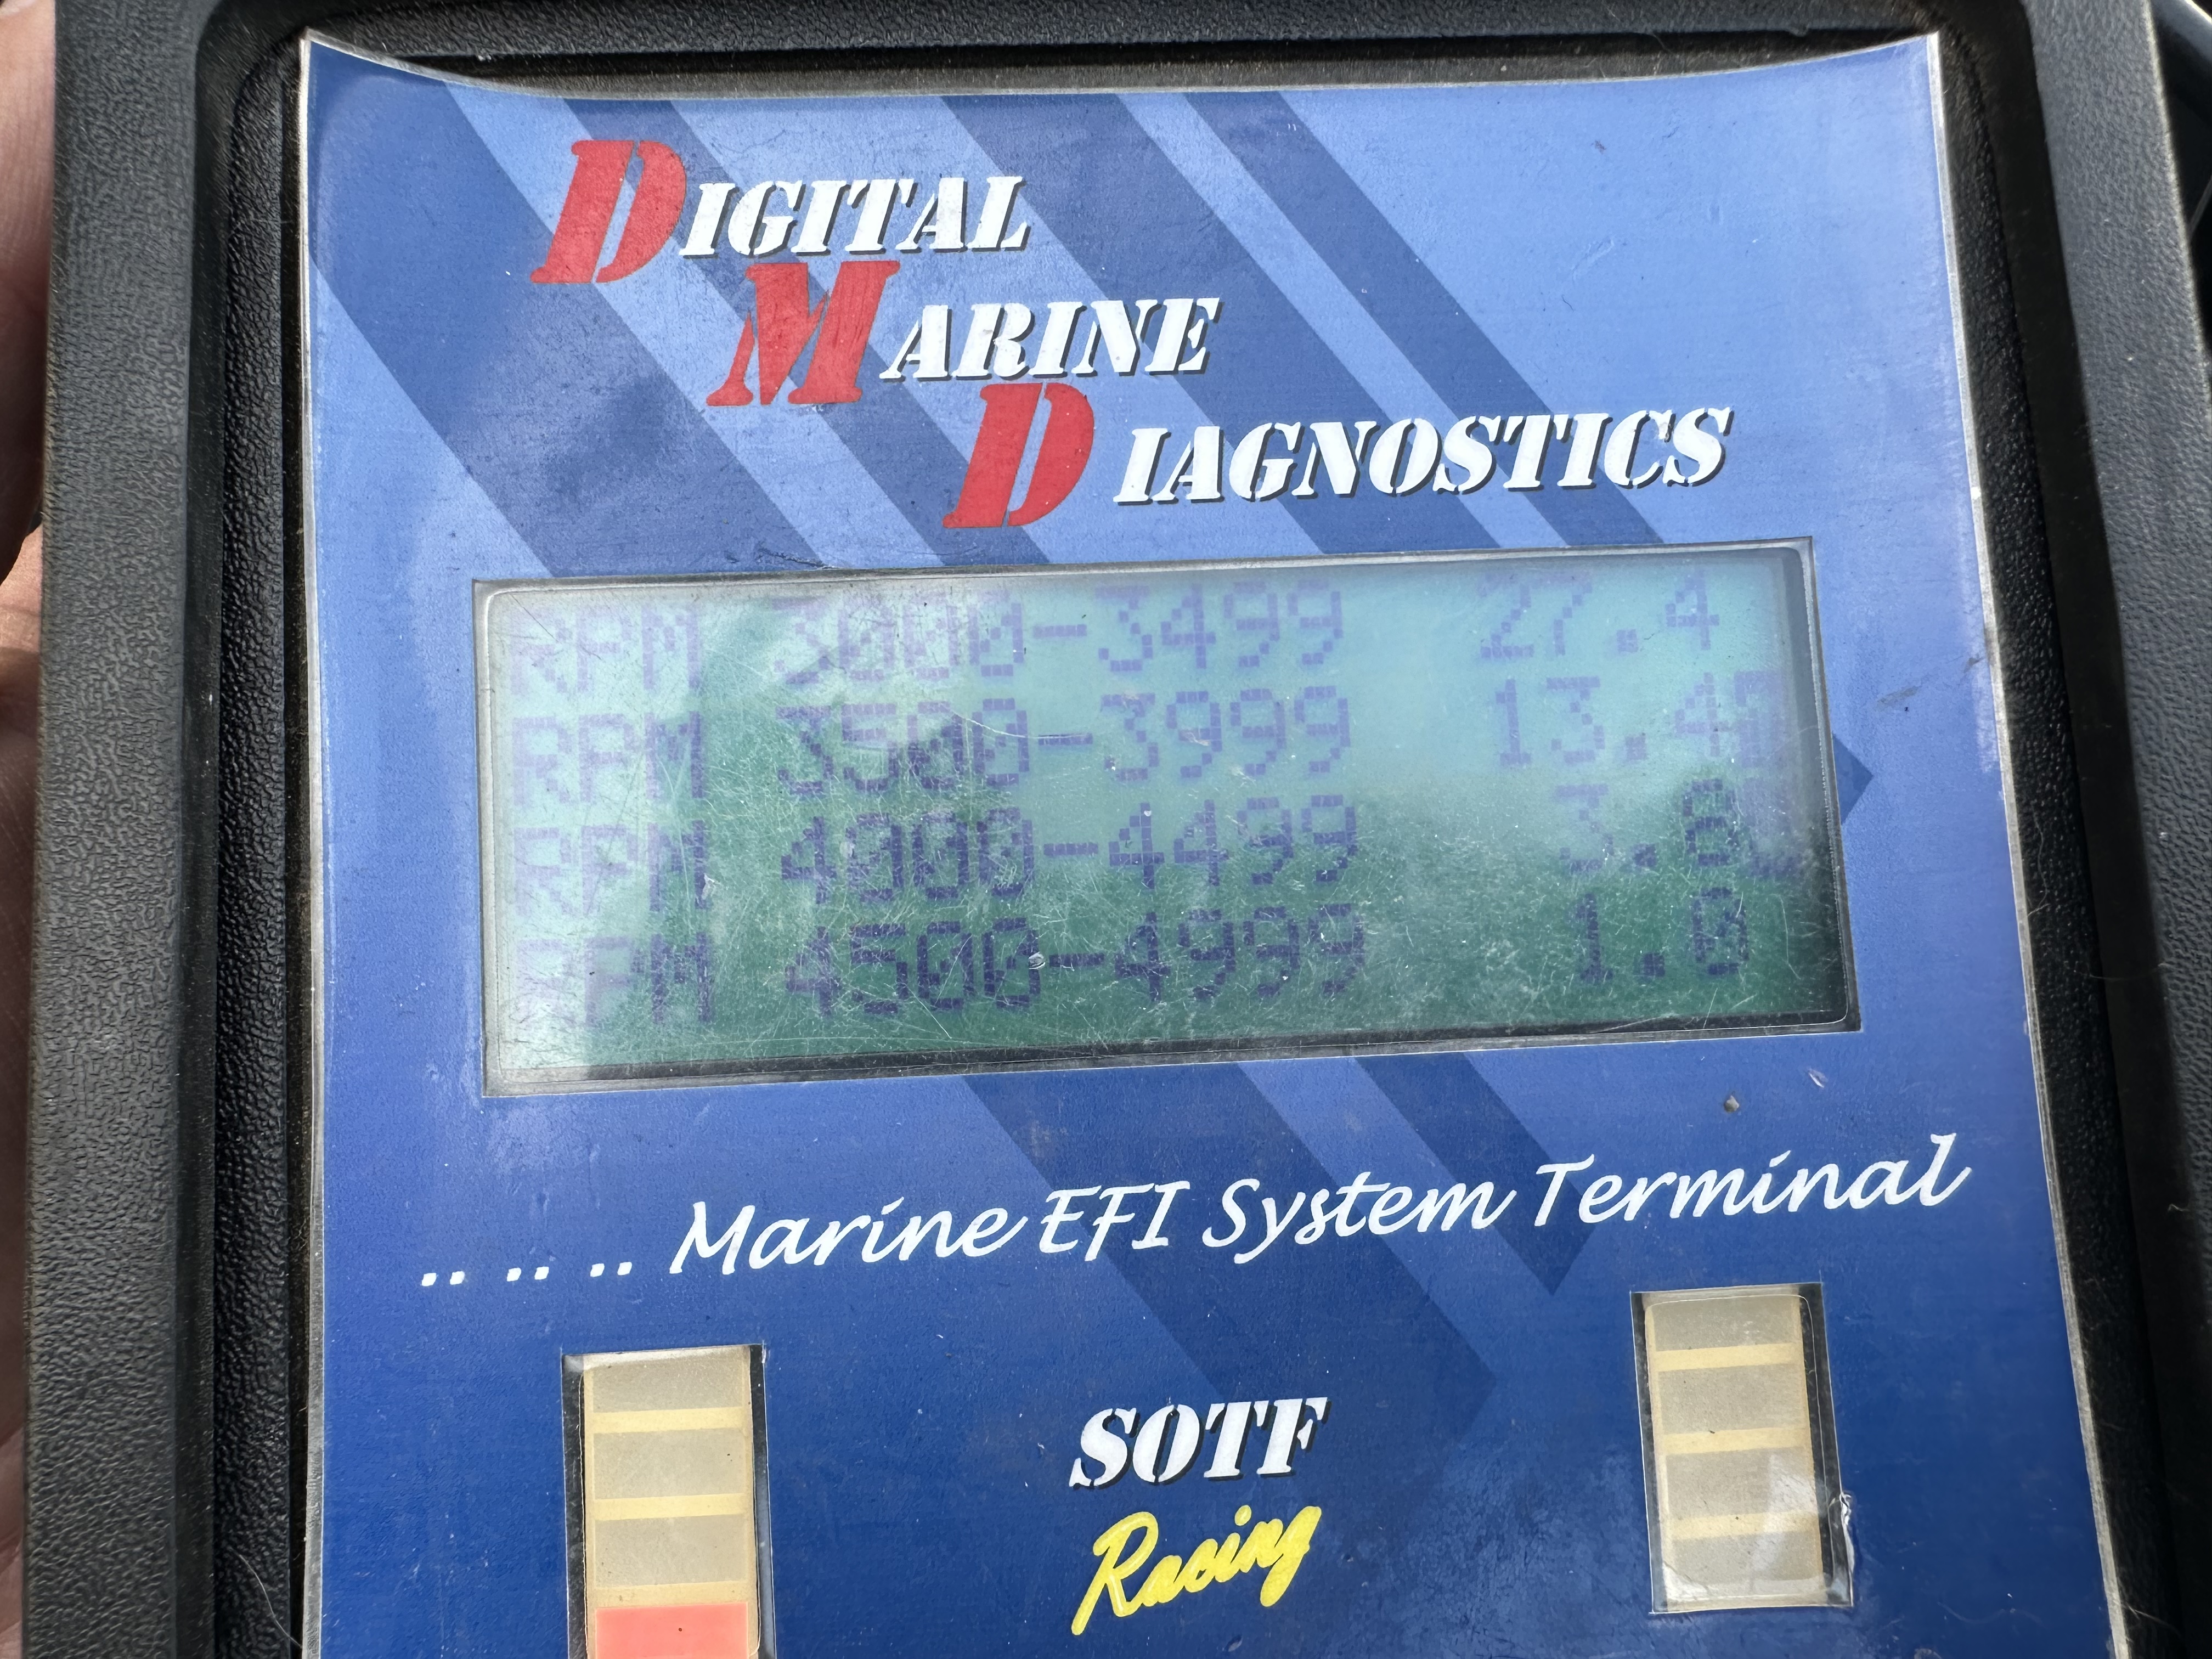 DIGITAL
MARINE
DIAGNOSTICS
RPM 3000-3499 27.4
RPM 3500-3999 13.4
RPM 4000-4499 3.8
RPM 4500-4999 1.0
.. .. .. Marine EFI System Terminal
SOTF
Racing